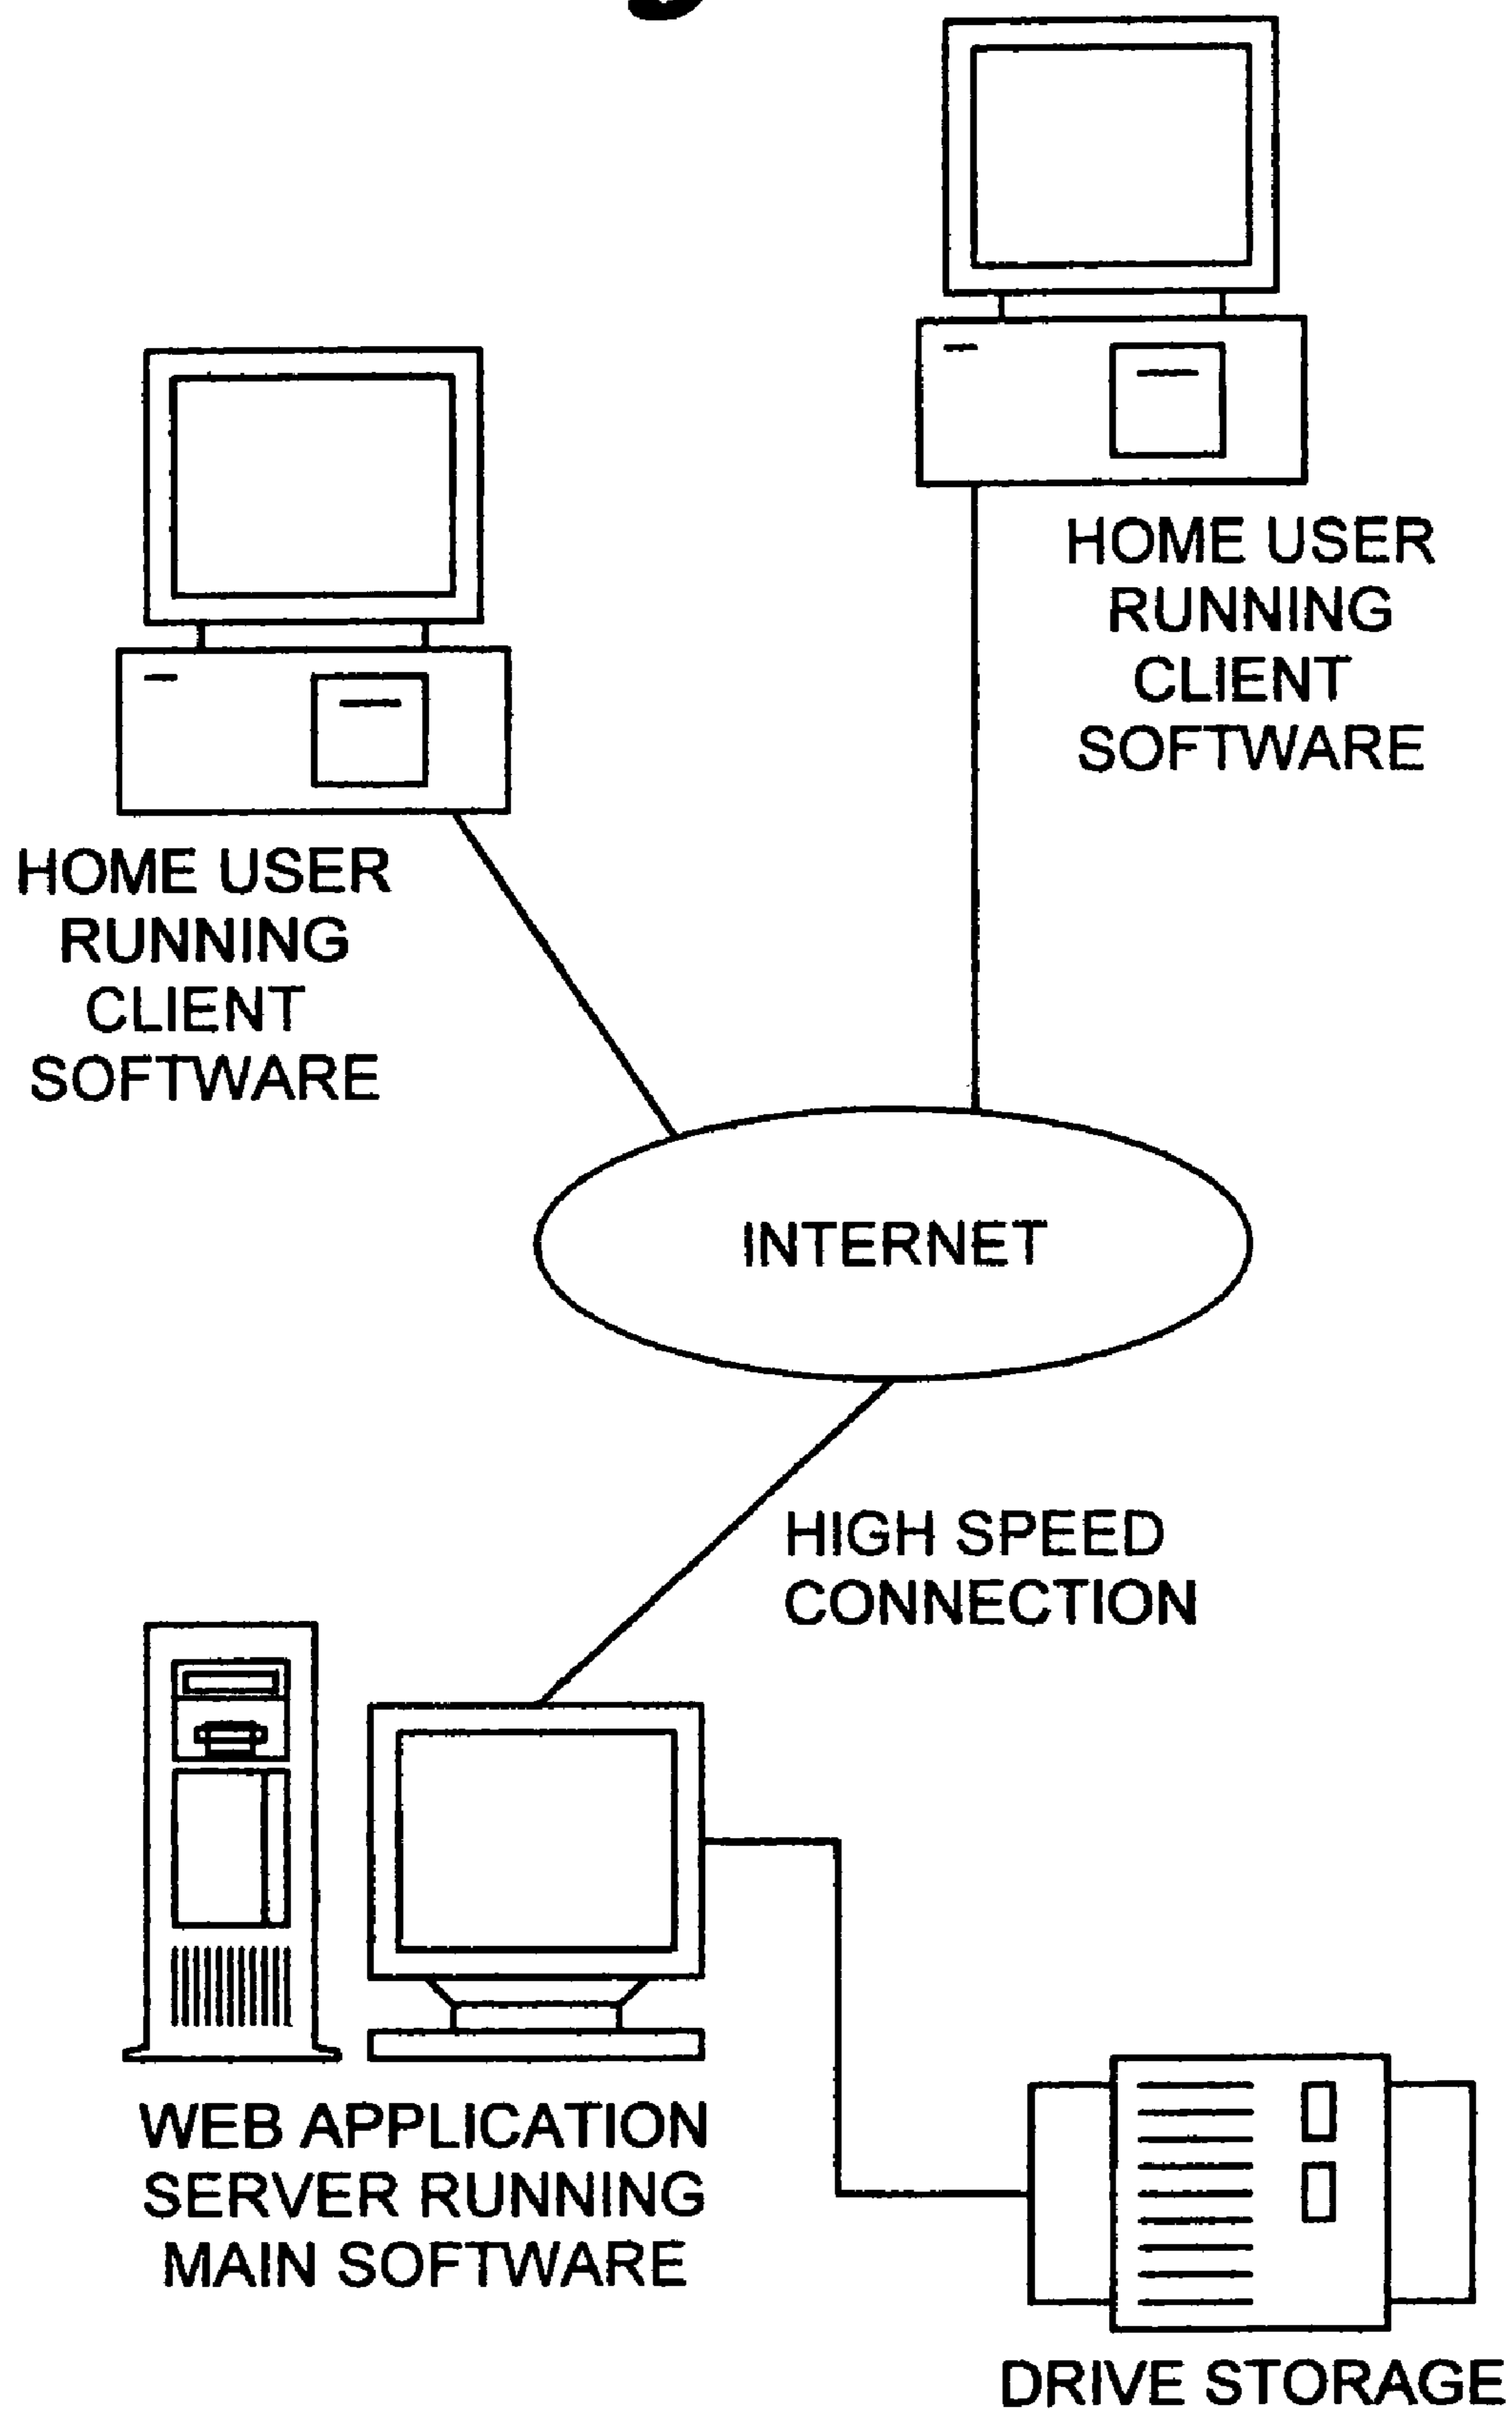 HOME USER
RUNNING
CLIENT
SOFTWARE
HOME USER
RUNNING
CLIENT
SOFTWARE
INTERNET
HIGH SPEED
CONNECTION
WEB APPLICATION
SERVER RUNNING
MAIN SOFTWARE
DRIVE STORAGE